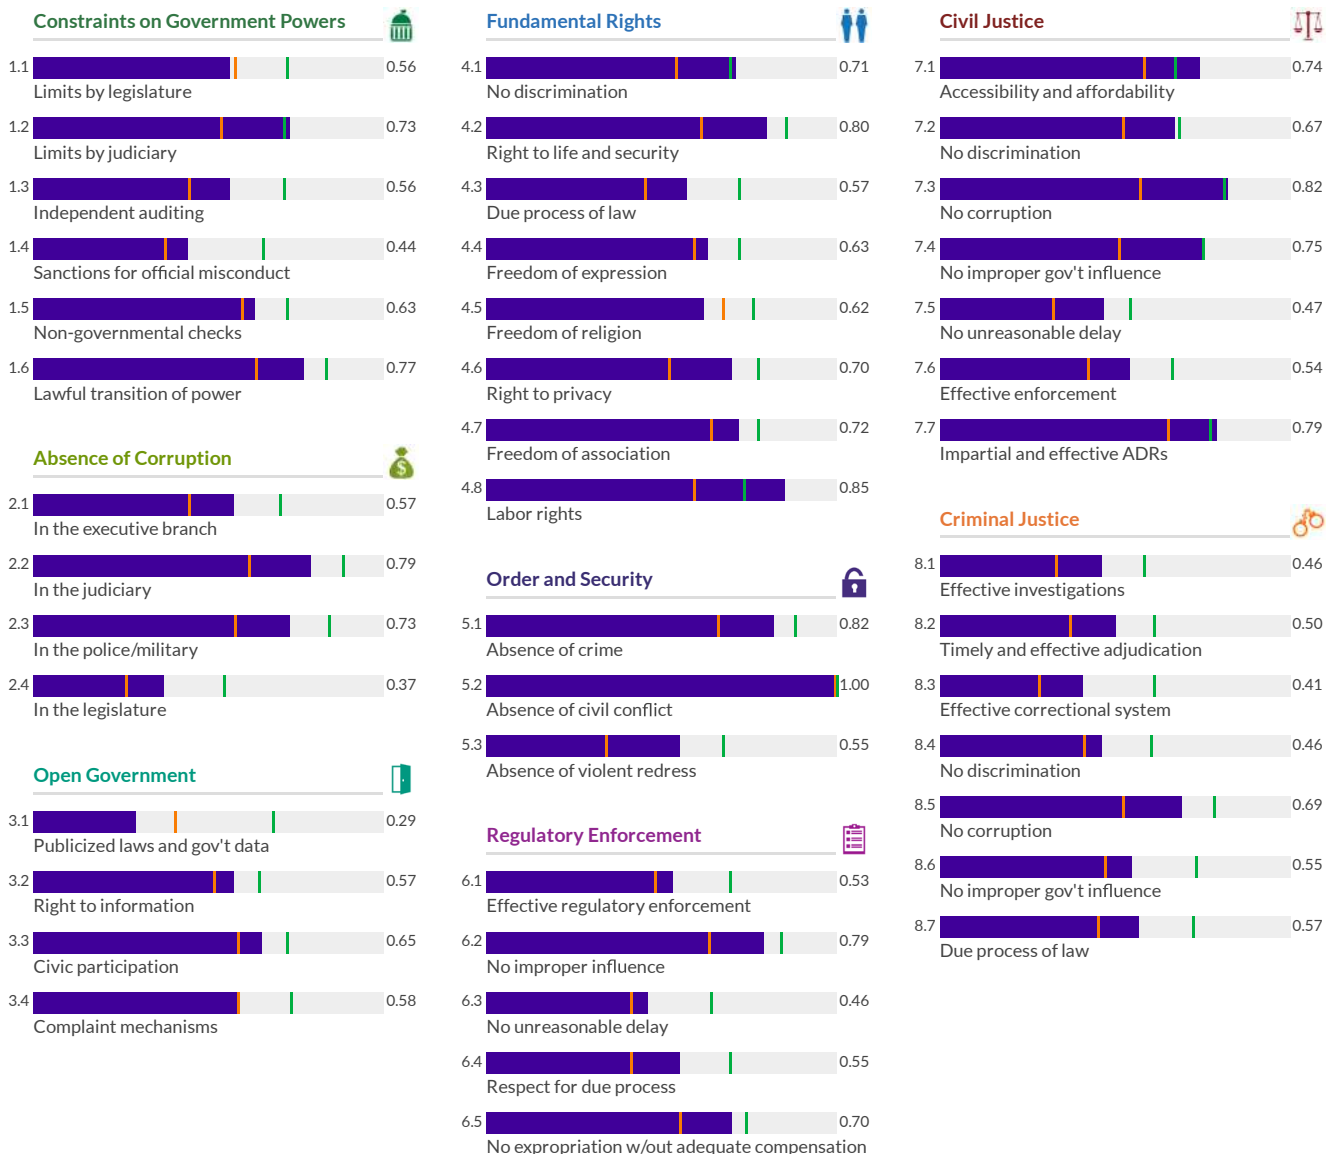 Constraints on Government Powers
1.1 0.56
Limits by legislature
1.2 0.73
Limits by judiciary
1.3 0.56
Independent auditing
1.4 0.44
Sanctions for official misconduct
1.5 0.63
Non-governmental checks
1.6 0.77
Lawful transition of power
Absence of Corruption
$
2.1 0.57
In the executive branch
2.2 0.79
In the judiciary
2.3 0.73
In the police/military
2.4 0.37
In the legislature
Open Government
3.1 0.29
Publicized laws and gov't data
3.2 0.57
Right to information
3.3 0.65
Civic participation
3.4 0.58
Complaint mechanisms
Fundamental Rights
4.1 0.71
No discrimination
4.2 0.80
Right to life and security
4.3 0.57
Due process of law
4.4 0.63
Freedom of expression
4.5 0.62
Freedom of religion
4.6 0.70
Right to privacy
4.7 0.72
Freedom of association
4.8 0.85
Labor rights
Order and Security
5.1 0.82
Absence of crime
5.2 1.00
Absence of civil conflict
5.3 0.55
Absence of violent redress
Regulatory Enforcement
6.1 0.53
Effective regulatory enforcement
6.2 0.79
No improper influence
6.3 0.46
No unreasonable delay
6.4 0.55
Respect for due process
6.5 0.70
No expropriation w/out adequate compensation
Civil Justice
7.1 0.74
Accessibility and affordability
7.2 0.67
No discrimination
7.3 0.82
No corruption
7.4 0.75
No improper gov't influence
7.5 0.47
No unreasonable delay
7.6 0.54
Effective enforcement
7.7 0.79
Impartial and effective ADRs
Criminal Justice
8.1 0.46
Effective investigations
8.2 0.50
Timely and effective adjudication
8.3 0.41
Effective correctional system
8.4 0.46
No discrimination
8.5 0.69
No corruption
8.6 0.55
No improper gov't influence
8.7 0.57
Due process of law